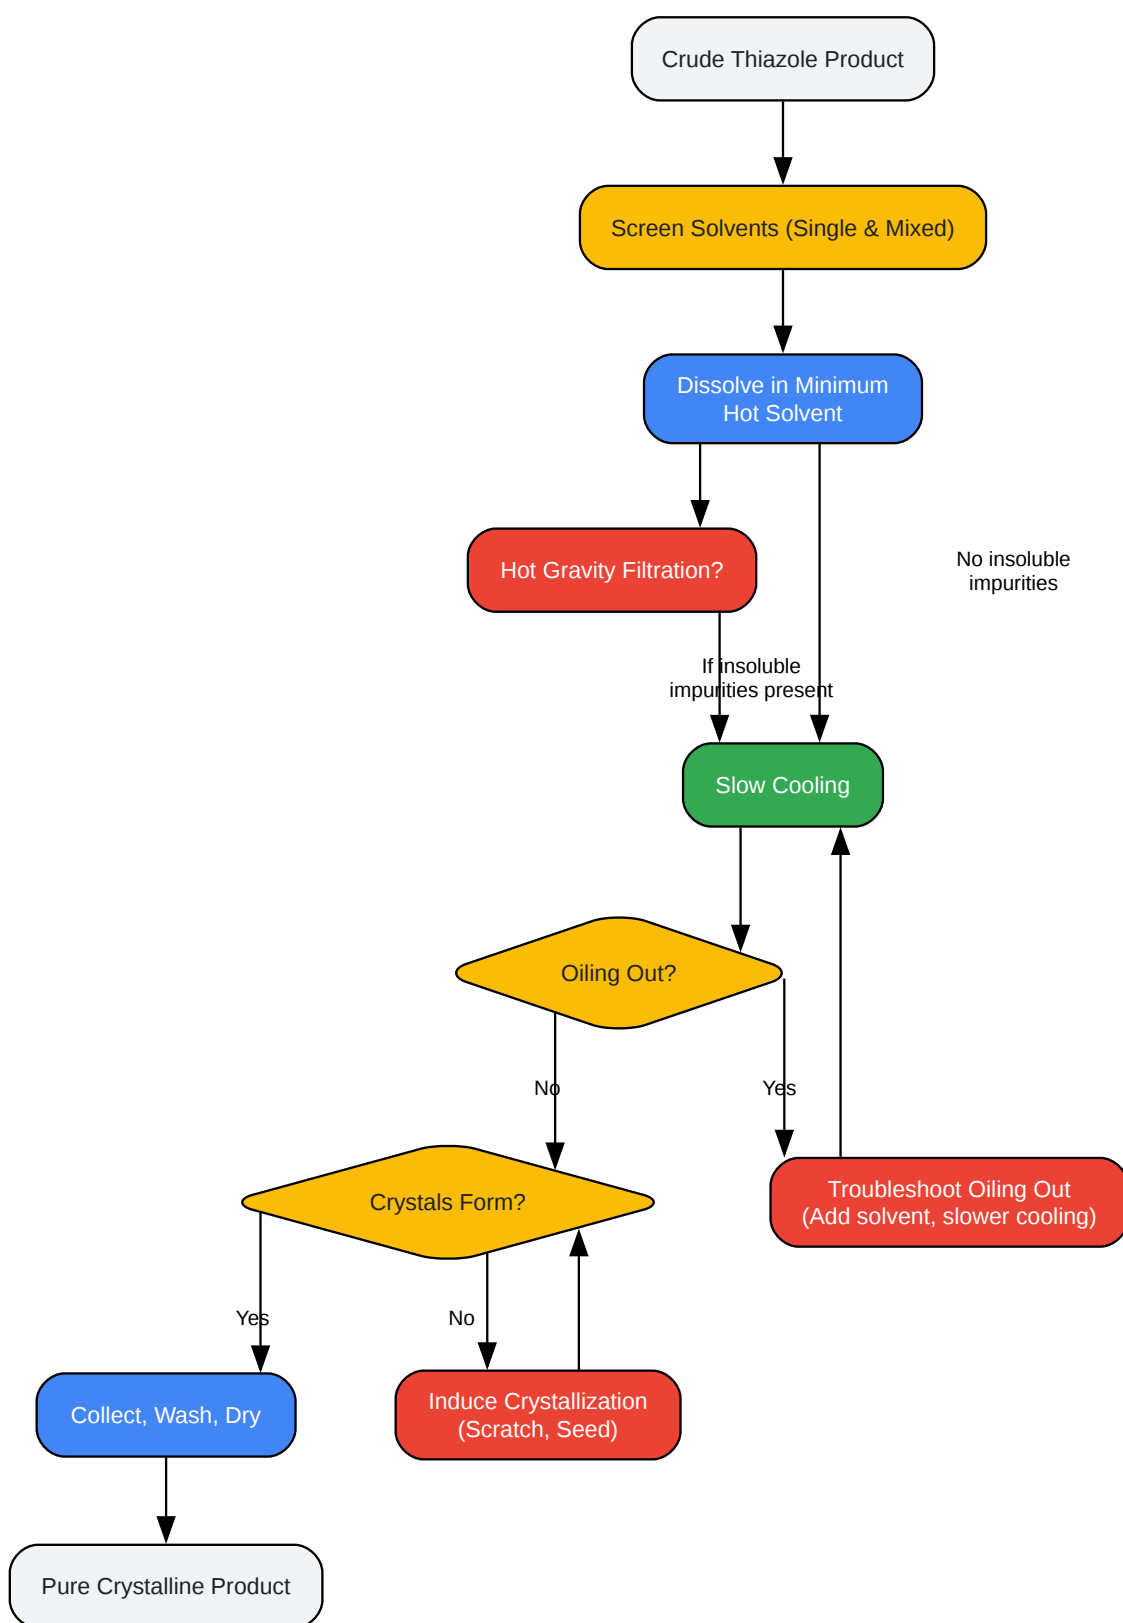 Crude Thiazole Product
Screen Solvents (Single & Mixed)
Dissolve in Minimum
Hot Solvent
Hot Gravity Filtration?
No insoluble
impurities
If insoluble
impurities present
Slow Cooling
Oiling Out?
No
Yes
Crystals Form?
Troubleshoot Oiling Out
(Add solvent, slower cooling)
Yes
No
Collect, Wash, Dry
Induce Crystallization
(Scratch, Seed)
Pure Crystalline Product